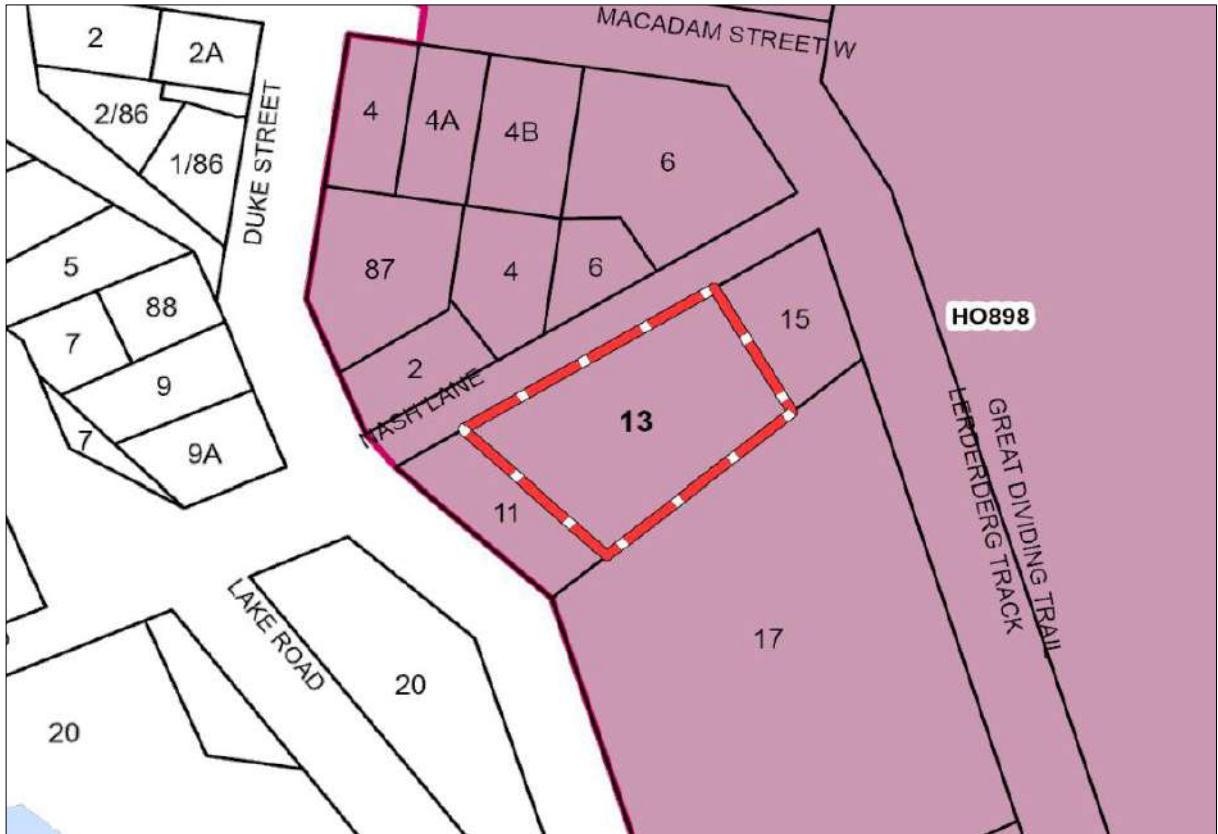 MACADAM STREET W
2
2A
4
4A
4B
6
2/86
1/86
DUKE STREET
87
4
6
5
88
7
9
7
9A
2
NASH LANE
15
HO898
13
11
GREAT DIVIDING TRAIL
LERDERDERG TRACK
17
LAKE ROAD
20
20